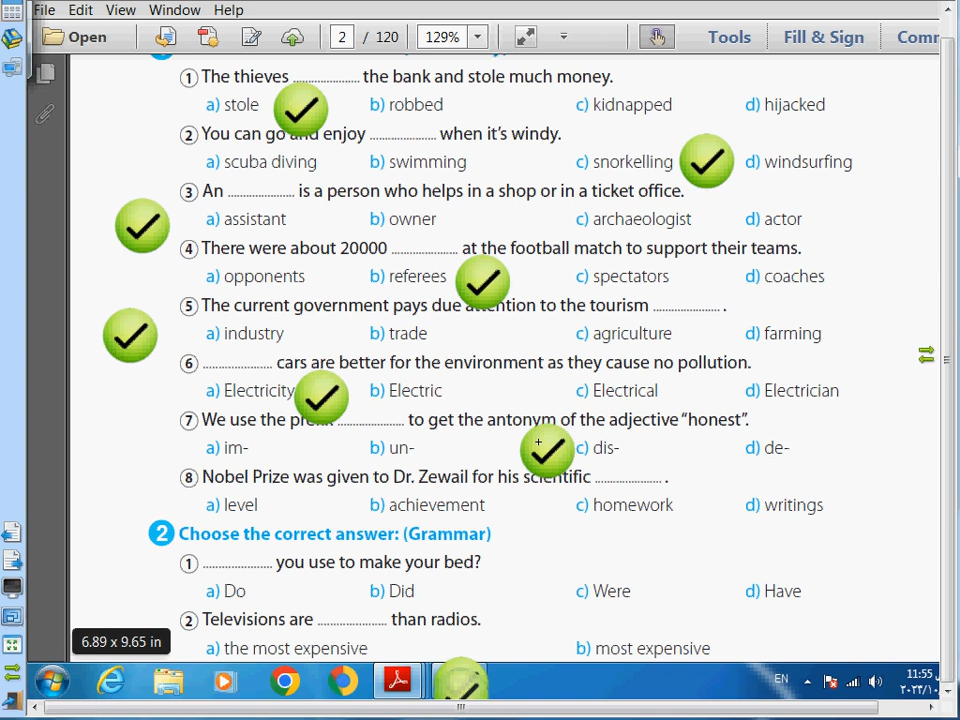 File Edit View Window Help
Open 2 / 120 129% Tools Fill & Sign
1 The thieves ..................... the bank and stole much money.
a) stole b) robbed c) kidnapped d) hijacked
2 You can go and enjoy ..................... when it's windy.
a) scuba diving b) swimming c) snorkelling d) windsurfing
3 An ..................... is a person who helps in a shop or in a ticket office.
a) assistant b) owner c) archaeologist d) actor
4 There were about 20000 ..................... at the football match to support their teams.
a) opponents b) referees c) spectators d) coaches
5 The current government pays due attention to the tourism ..................... .
a) industry b) trade c) agriculture d) farming
6 ..................... cars are better for the environment as they cause no pollution.
a) Electricity b) Electric c) Electrical d) Electrician
7 We use the ..................... to get the antonym of the adjective "honest".
a) im- b) un- c) dis- d) de-
8 Nobel Prize was given to Dr. Zewail for his scientific ..................... .
a) level b) achievement c) homework d) writings
2 Choose the correct answer: (Grammar)
1 ..................... you use to make your bed?
a) Do b) Did c) Were d) Have
2 Televisions are ..................... than radios.
6.89 x 9.65 in
a) the most expensive b) most expensive
EN 11:55